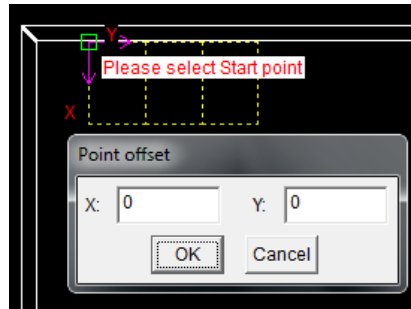 Y
Please select Start point
X
Point offset
X: 0 Y: 0
OK Cancel